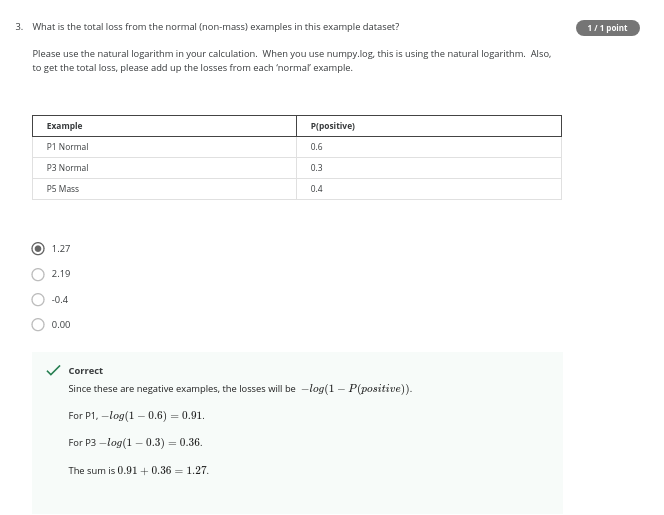 3. What is the total loss from the normal (non-mass) examples in this example dataset?
1 / 1 point
Please use the natural logarithm in your calculation. When you use numpy.log, this is using the natural logarithm. Also,
to get the total loss, please add up the losses from each 'normal' example.
Example P(positive)
P1 Normal 0.6
P3 Normal 0.3
P5 Mass 0.4
1.27
2.19
-0.4
0.00
Correct
Since these are negative examples, the losses will be −log(1 − P(positive)).
For P1, −log(1 − 0.6) = 0.91.
For P3 −log(1 − 0.3) = 0.36.
The sum is 0.91 + 0.36 = 1.27.